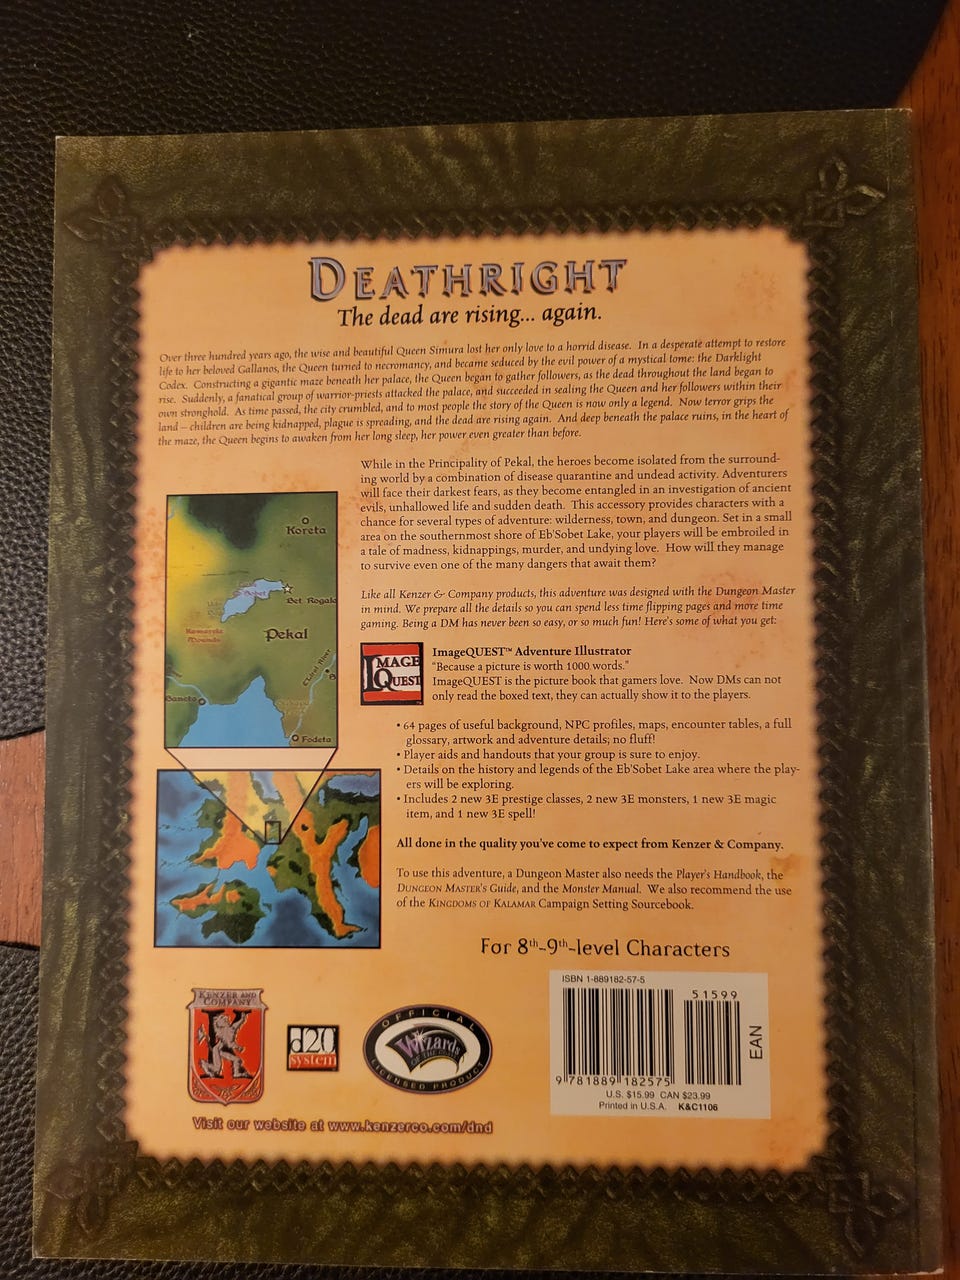 DEATHRIGHT
The dead are rising... again.
Over three hundred years ago, the wise and beautiful Queen Simura lost her only love to a horrid disease. In a desperate attempt to restore
life to her beloved Gallanos, the Queen turned to necromancy, and became seduced by the evil power of a mystical tome: the Darklight
Codex. Constructing a gigantic maze beneath her palace, the Queen began to gather followers, as the dead throughout the land began to
rise. Suddenly, a fanatical group of warrior-priests attacked the palace, and succeeded in sealing the Queen and her followers within their
own stronghold. As time passed, the city crumbled, and to most people the story of the Queen is now only a legend. Now terror grips the
land – children are being kidnapped, plague is spreading, and the dead are rising again. And deep beneath the palace ruins, in the heart of
the maze, the Queen begins to awaken from her long sleep, her power even greater than before.
While in the Principality of Pekal, the heroes become isolated from the surround-
ing world by a combination of disease quarantine and undead activity. Adventurers
will face their darkest fears, as they become entangled in an investigation of ancient
evils, unhallowed life and sudden death. This accessory provides characters with a
chance for several types of adventure: wilderness, town, and dungeon. Set in a small
area on the southernmost shore of Eb'Sobet Lake, your players will be embroiled in
a tale of madness, kidnappings, murder, and undying love. How will they manage
to survive even one of the many dangers that await them?
Like all Kenzer & Company products, this adventure was designed with the Dungeon Master
in mind. We prepare all the details so you can spend less time flipping pages and more time
gaming. Being a DM has never been so easy, or so much fun! Here's some of what you get:
IMAGE
QUEST
ImageQUEST™ Adventure Illustrator
"Because a picture is worth 1000 words."
ImageQUEST is the picture book that gamers love. Now DMs can not
only read the boxed text, they can actually show it to the players.
• 64 pages of useful background, NPC profiles, maps, encounter tables, a full
glossary, artwork and adventure details; no fluff!
• Player aids and handouts that your group is sure to enjoy.
• Details on the history and legends of the Eb'Sobet Lake area where the play-
ers will be exploring.
• Includes 2 new 3E prestige classes, 2 new 3E monsters, 1 new 3E magic
item, and 1 new 3E spell!
All done in the quality you've come to expect from Kenzer & Company.
To use this adventure, a Dungeon Master also needs the Player's Handbook, the
DUNGEON MASTER'S Guide, and the Monster Manual. We also recommend the use
of the KINGDOMS OF KALAMAR Campaign Setting Sourcebook.
For 8th-9th-level Characters
Koreta
Sobet
Bet Rogala
Pekal
Baneta
Fodeta
KENZER AND
COMPANY
K
d20
system
OFFICIAL
Wizards
OF THE COAST
LICENSED PRODUCT
ISBN 1-889182-57-5
51599
EAN
9 781889 182575
U.S. $15.99 CAN $23.99
Printed in U.S.A. K&C1106
Visit our website at www.kenzerco.com/dnd